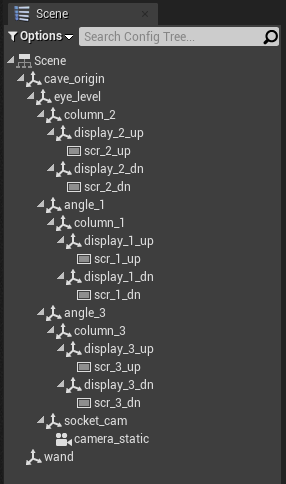 Scene
Options
Search Config Tree...
Scene
cave_origin
eye_level
column_2
display_2_up
scr_2_up
display_2_dn
scr_2_dn
angle_1
column_1
display_1_up
scr_1_up
display_1_dn
scr_1_dn
angle_3
column_3
display_3_up
scr_3_up
display_3_dn
scr_3_dn
socket_cam
camera_static
wand